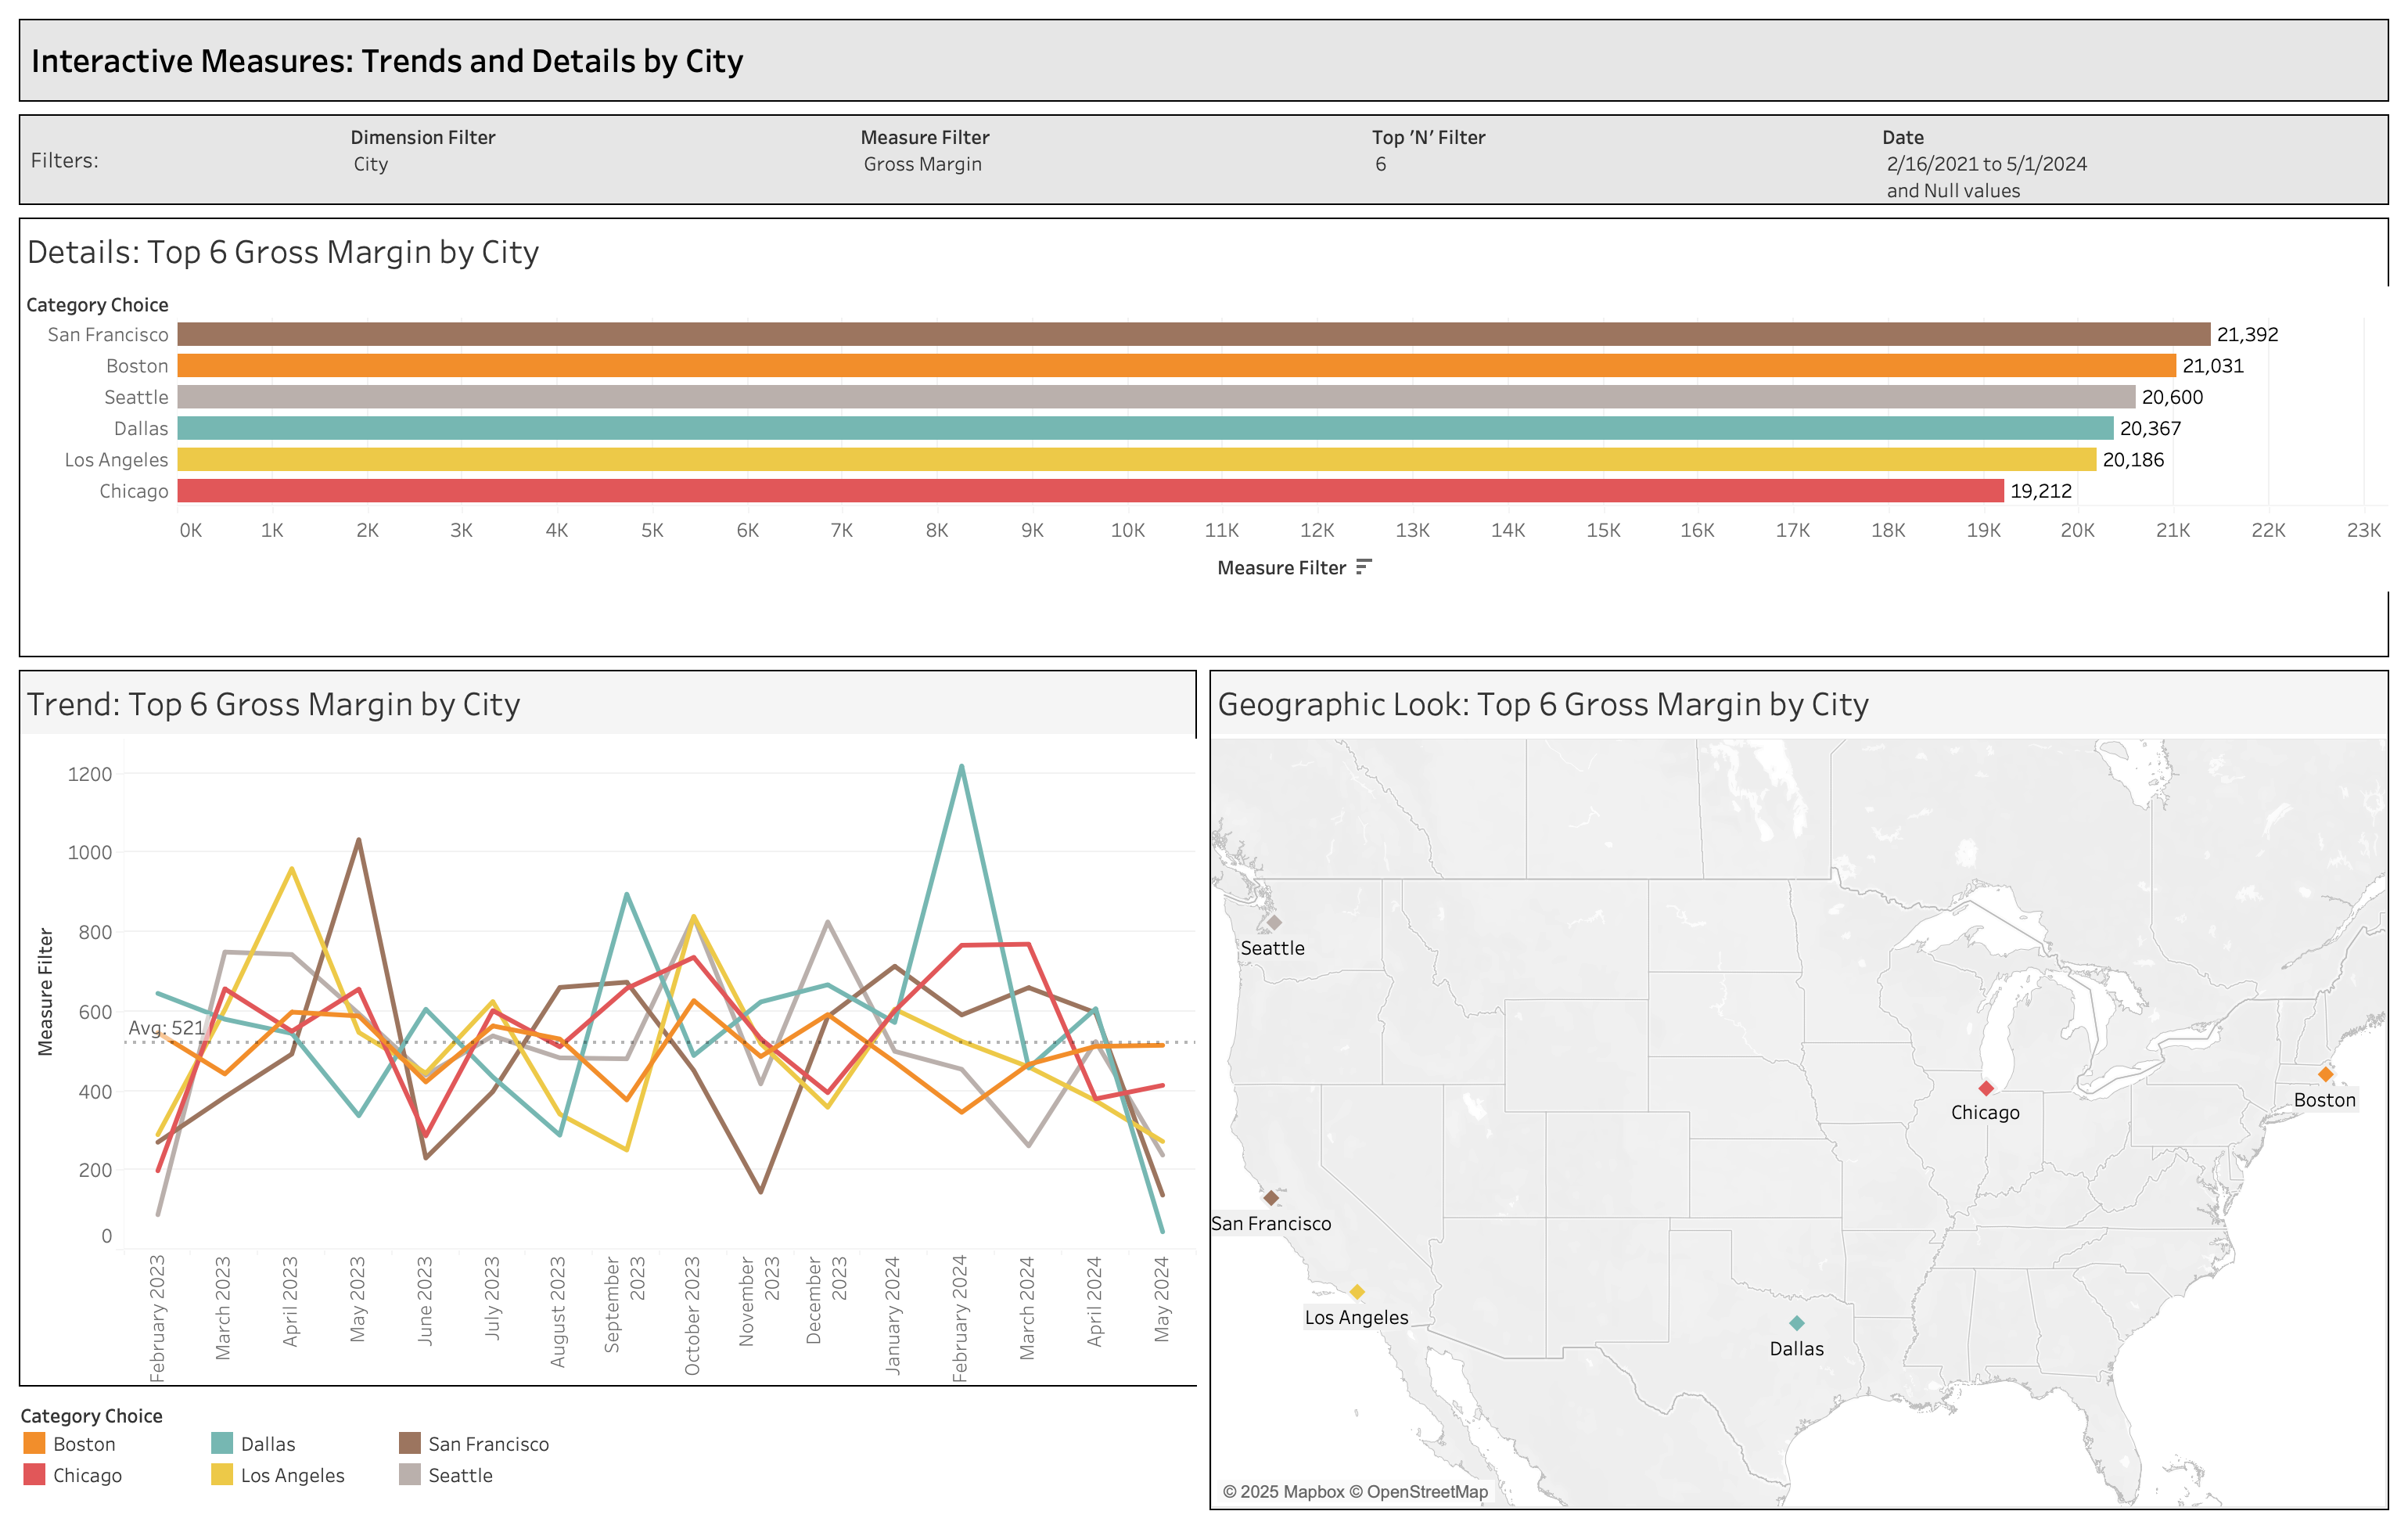 Interactive Measures: Trends and Details by City
Filters:
Dimension Filter
City
Measure Filter
Gross Margin
Top 'N' Filter
6
Date
2/16/2021 to 5/1/2024
and Null values
Details: Top 6 Gross Margin by City
Category Choice
San Francisco 21,392
Boston 21,031
Seattle 20,600
Dallas 20,367
Los Angeles 20,186
Chicago 19,212
0K 1K 2K 3K 4K 5K 6K 7K 8K 9K 10K 11K 12K 13K 14K 15K 16K 17K 18K 19K 20K 21K 22K 23K
Measure Filter
Trend: Top 6 Gross Margin by City
Measure Filter
1200
1000
800
600
400
200
0
Avg: 521
February 2023
March 2023
April 2023
May 2023
June 2023
July 2023
August 2023
September
2023
October 2023
November
2023
December
2023
January 2024
February 2024
March 2024
April 2024
May 2024
Category Choice
Boston Dallas San Francisco
Chicago Los Angeles Seattle
Geographic Look: Top 6 Gross Margin by City
Seattle
Boston
Chicago
San Francisco
Los Angeles
Dallas
© 2025 Mapbox © OpenStreetMap